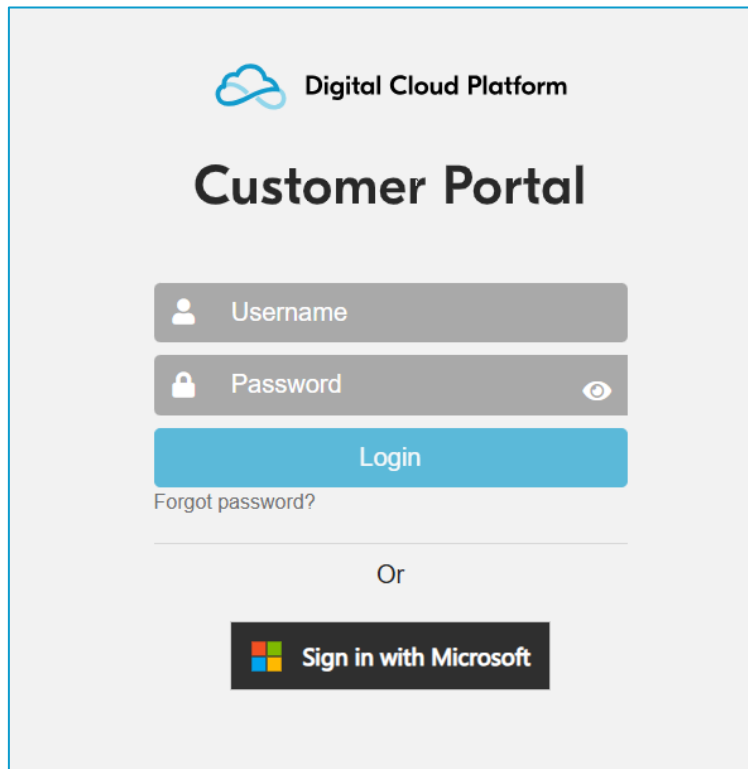 Digital Cloud Platform
Customer Portal
Username
Password
Login
Forgot password?
Or
Sign in with Microsoft